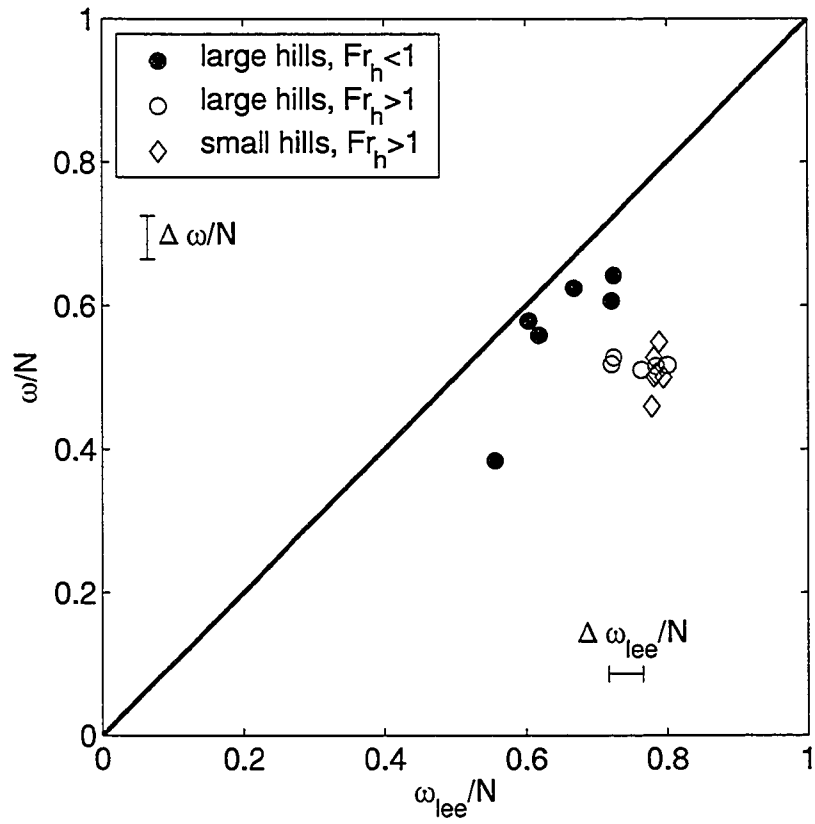 large hills, Fr_h<1
large hills, Fr_h>1
small hills, Fr_h>1
Δ ω/N
Δ ω_lee/N
ω/N
1
0.8
0.6
0.4
0.2
0
0
0.2
0.4
0.6
0.8
1
ω_lee/N